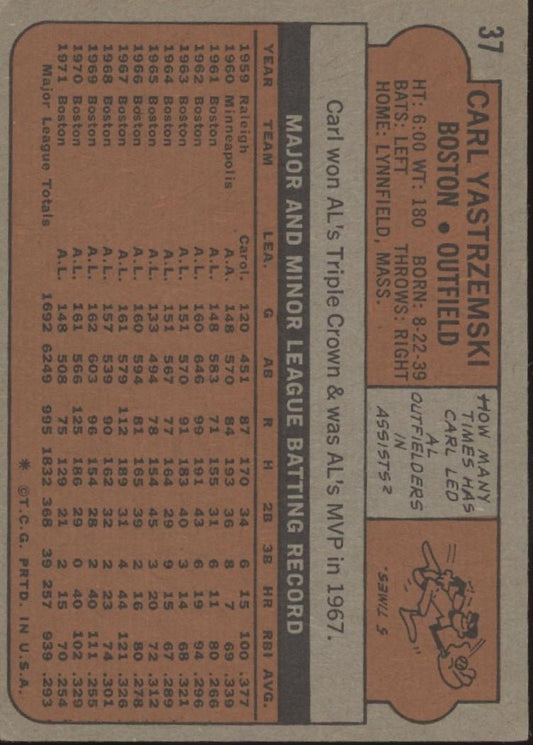 37
CARL YASTRZEMSKI
BOSTON • OUTFIELD
HT: 6:00 WT: 180 BORN: 8-22-39
BATS: LEFT THROWS: RIGHT
HOME: LYNNFIELD, MASS.
HOW MANY
TIMES HAS
CARL LED
AL
OUTFIELDERS
IN
ASSISTS?
5 TIMES.
Carl won AL's Triple Crown & was AL's MVP in 1967.
MAJOR AND MINOR LEAGUE BATTING RECORD
YEAR TEAM LEA. G AB R H 2B 3B HR RBI AVG.
1959 Raleigh Carol. 120 451 87 170 34 6 15 100 .377
1960 Minneapolis A.A. 148 570 84 193 36 8 7 69 .339
1961 Boston A.L. 148 583 71 155 31 6 11 80 .266
1962 Boston A.L. 160 646 99 191 43 6 19 94 .296
1963 Boston A.L. 151 570 91 183 40 3 14 68 .321
1964 Boston A.L. 151 567 77 164 29 9 15 67 .289
1965 Boston A.L. 133 494 78 154 45 3 20 72 .312
1966 Boston A.L. 160 594 81 165 39 2 16 80 .278
1967 Boston A.L. 161 579 112 189 31 4 44 121 .326
1968 Boston A.L. 157 539 90 162 32 2 23 74 .301
1969 Boston A.L. 162 603 96 154 28 2 40 111 .255
1970 Boston A.L. 161 566 125 186 29 0 40 102 .329
1971 Boston A.L. 148 508 75 129 21 2 15 70 .254
Major League Totals 1692 6249 995 1832 368 39 257 939 .293
* ©T.C.G. PRTD. IN U.S.A.